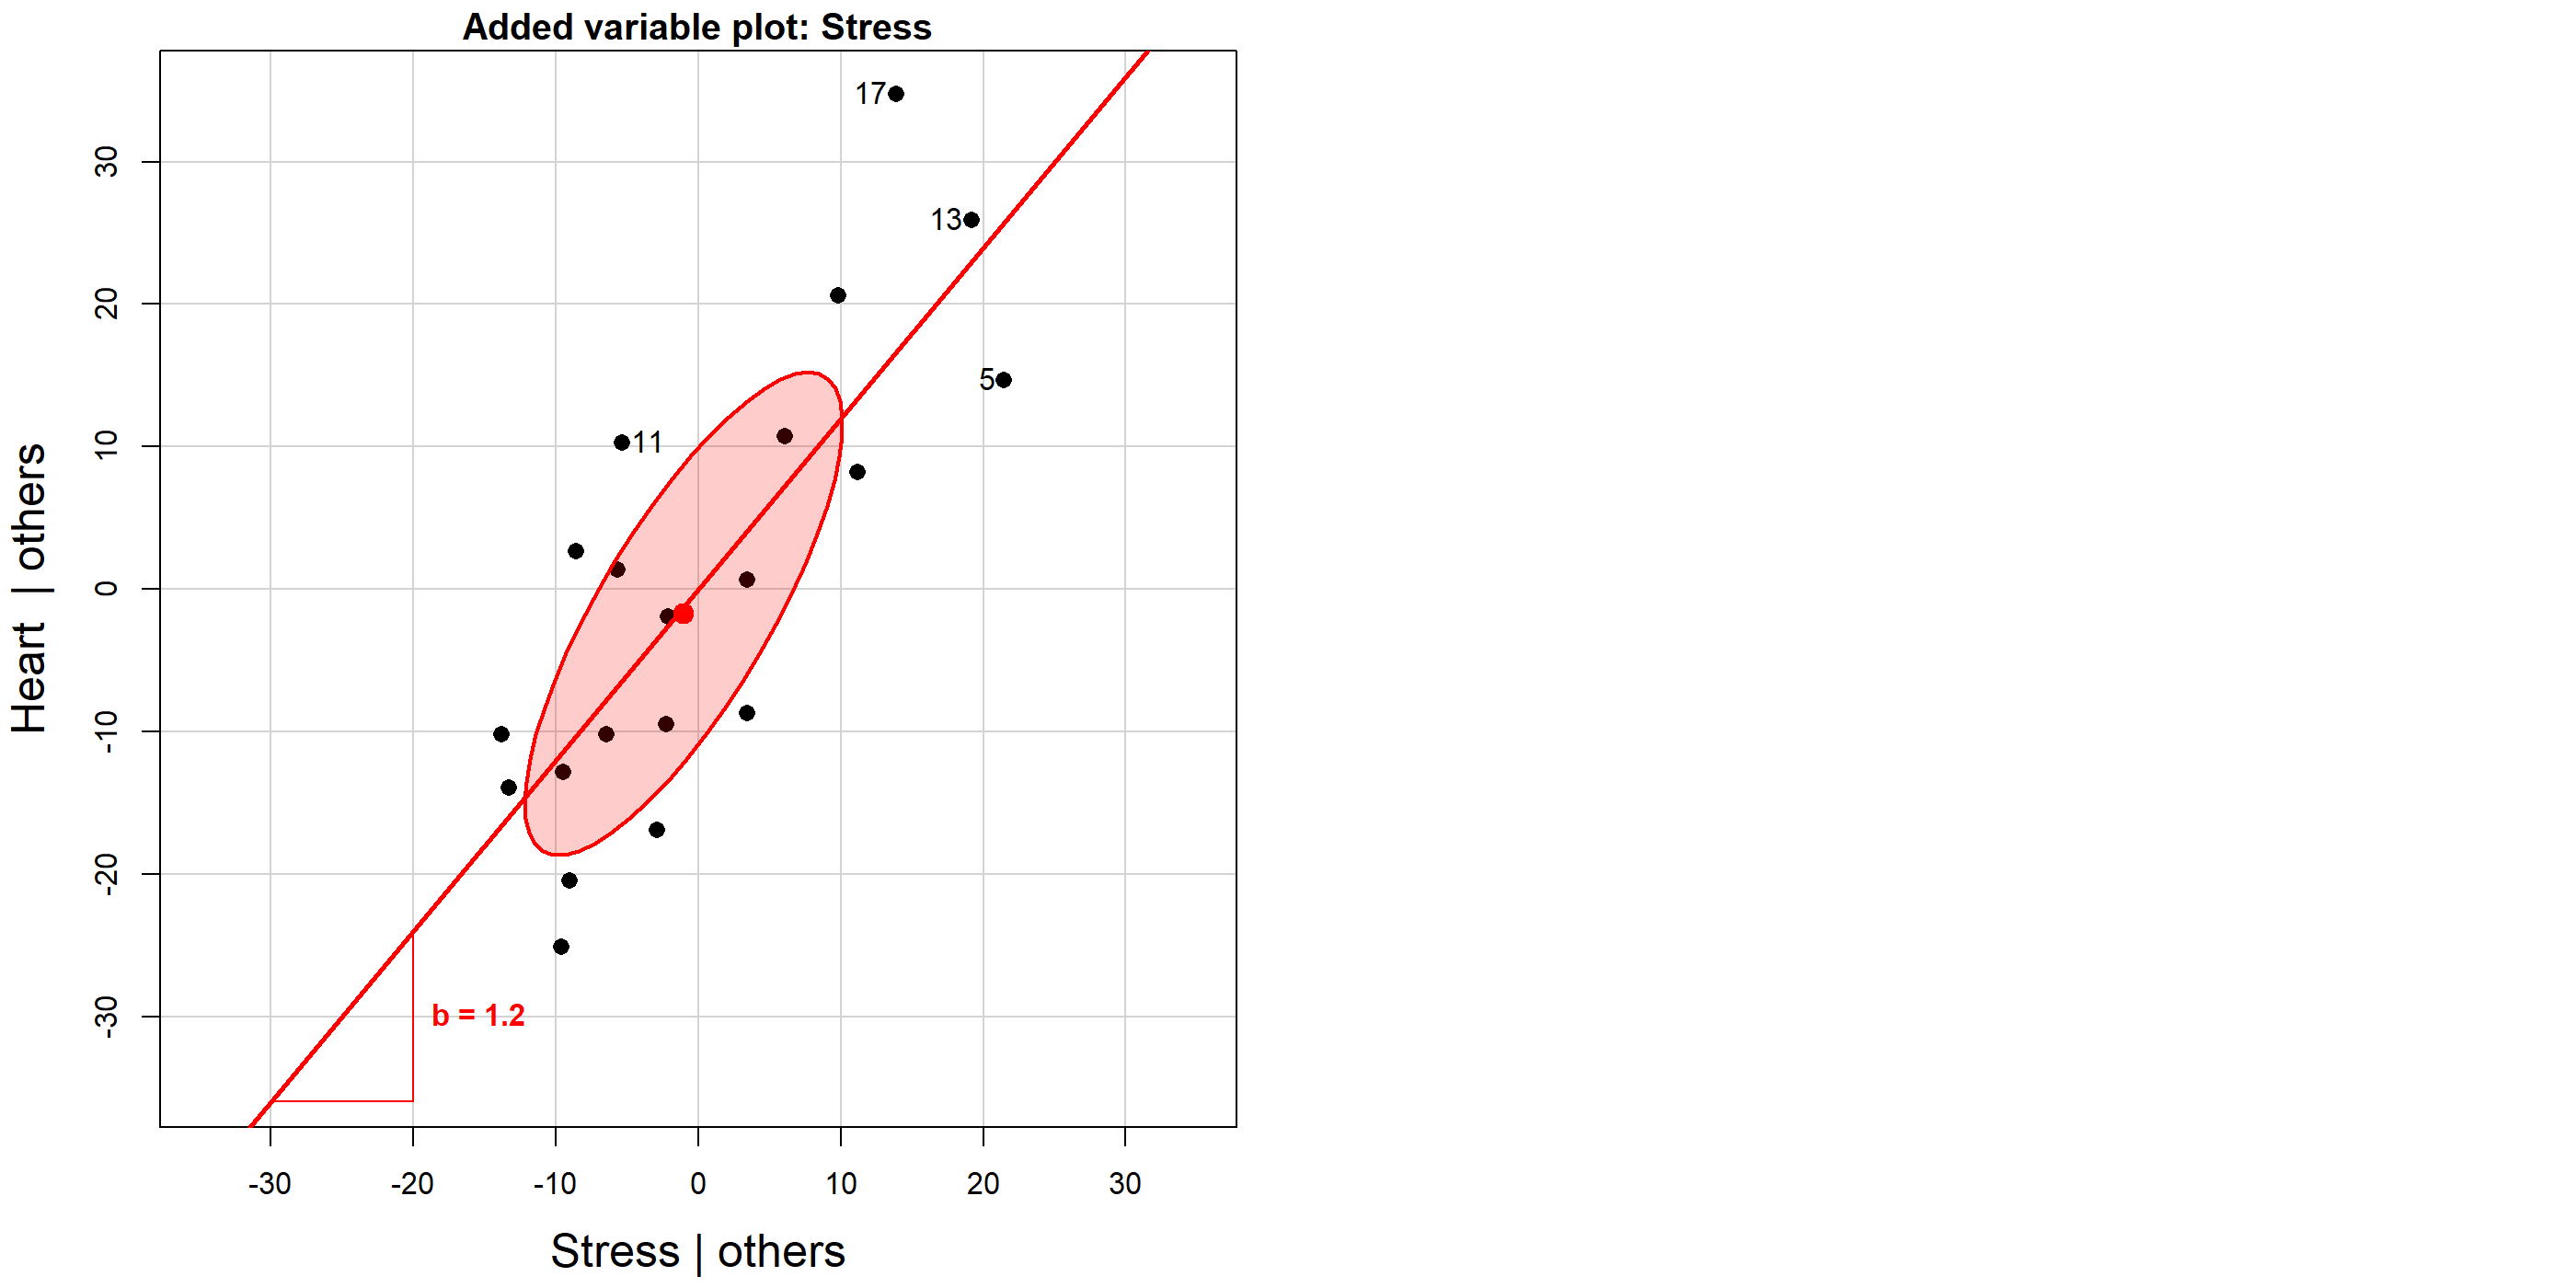 Added variable plot: Stress
17
30
13
20
5
10
11
0
Heart | others
-10
-20
b = 1.2
-30
-30 -20 -10 0 10 20 30
Stress | others